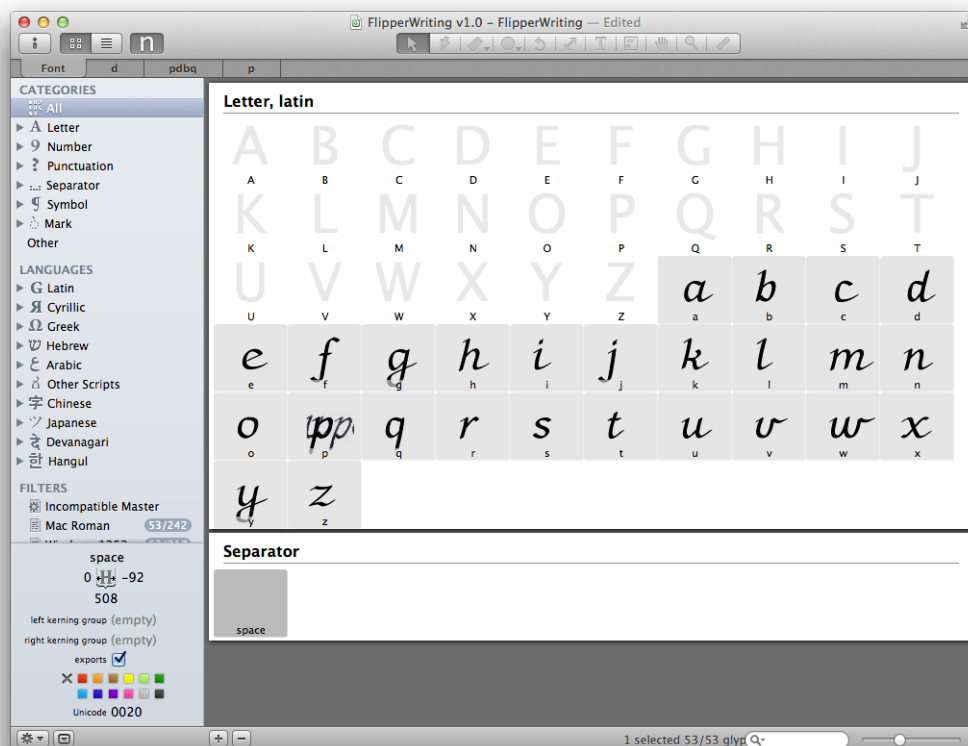 FlipperWriting v1.0 – FlipperWriting — Edited
Font d pdbq p
CATEGORIES
All
Letter
Number
Punctuation
Separator
Symbol
Mark
Other
LANGUAGES
Latin
Cyrillic
Greek
Hebrew
Arabic
Other Scripts
字 Chinese
Japanese
Devanagari
한 Hangul
FILTERS
Incompatible Master
Mac Roman 53/242
space
0 H -92
508
left kerning group (empty)
right kerning group (empty)
exports
Unicode 0020
Letter, latin
A B C D E F G H I J
A B C D E F G H I J
K L M N O P Q R S T
K L M N O P Q R S T
U V W X Y Z a b c d
U V W X Y Z a b c d
e f g h i j k l m n
e f g h i j k l m n
o p q r s t u v w x
o p q r s t u v w x
y z
y z
Separator
space
1 selected 53/53 glyp